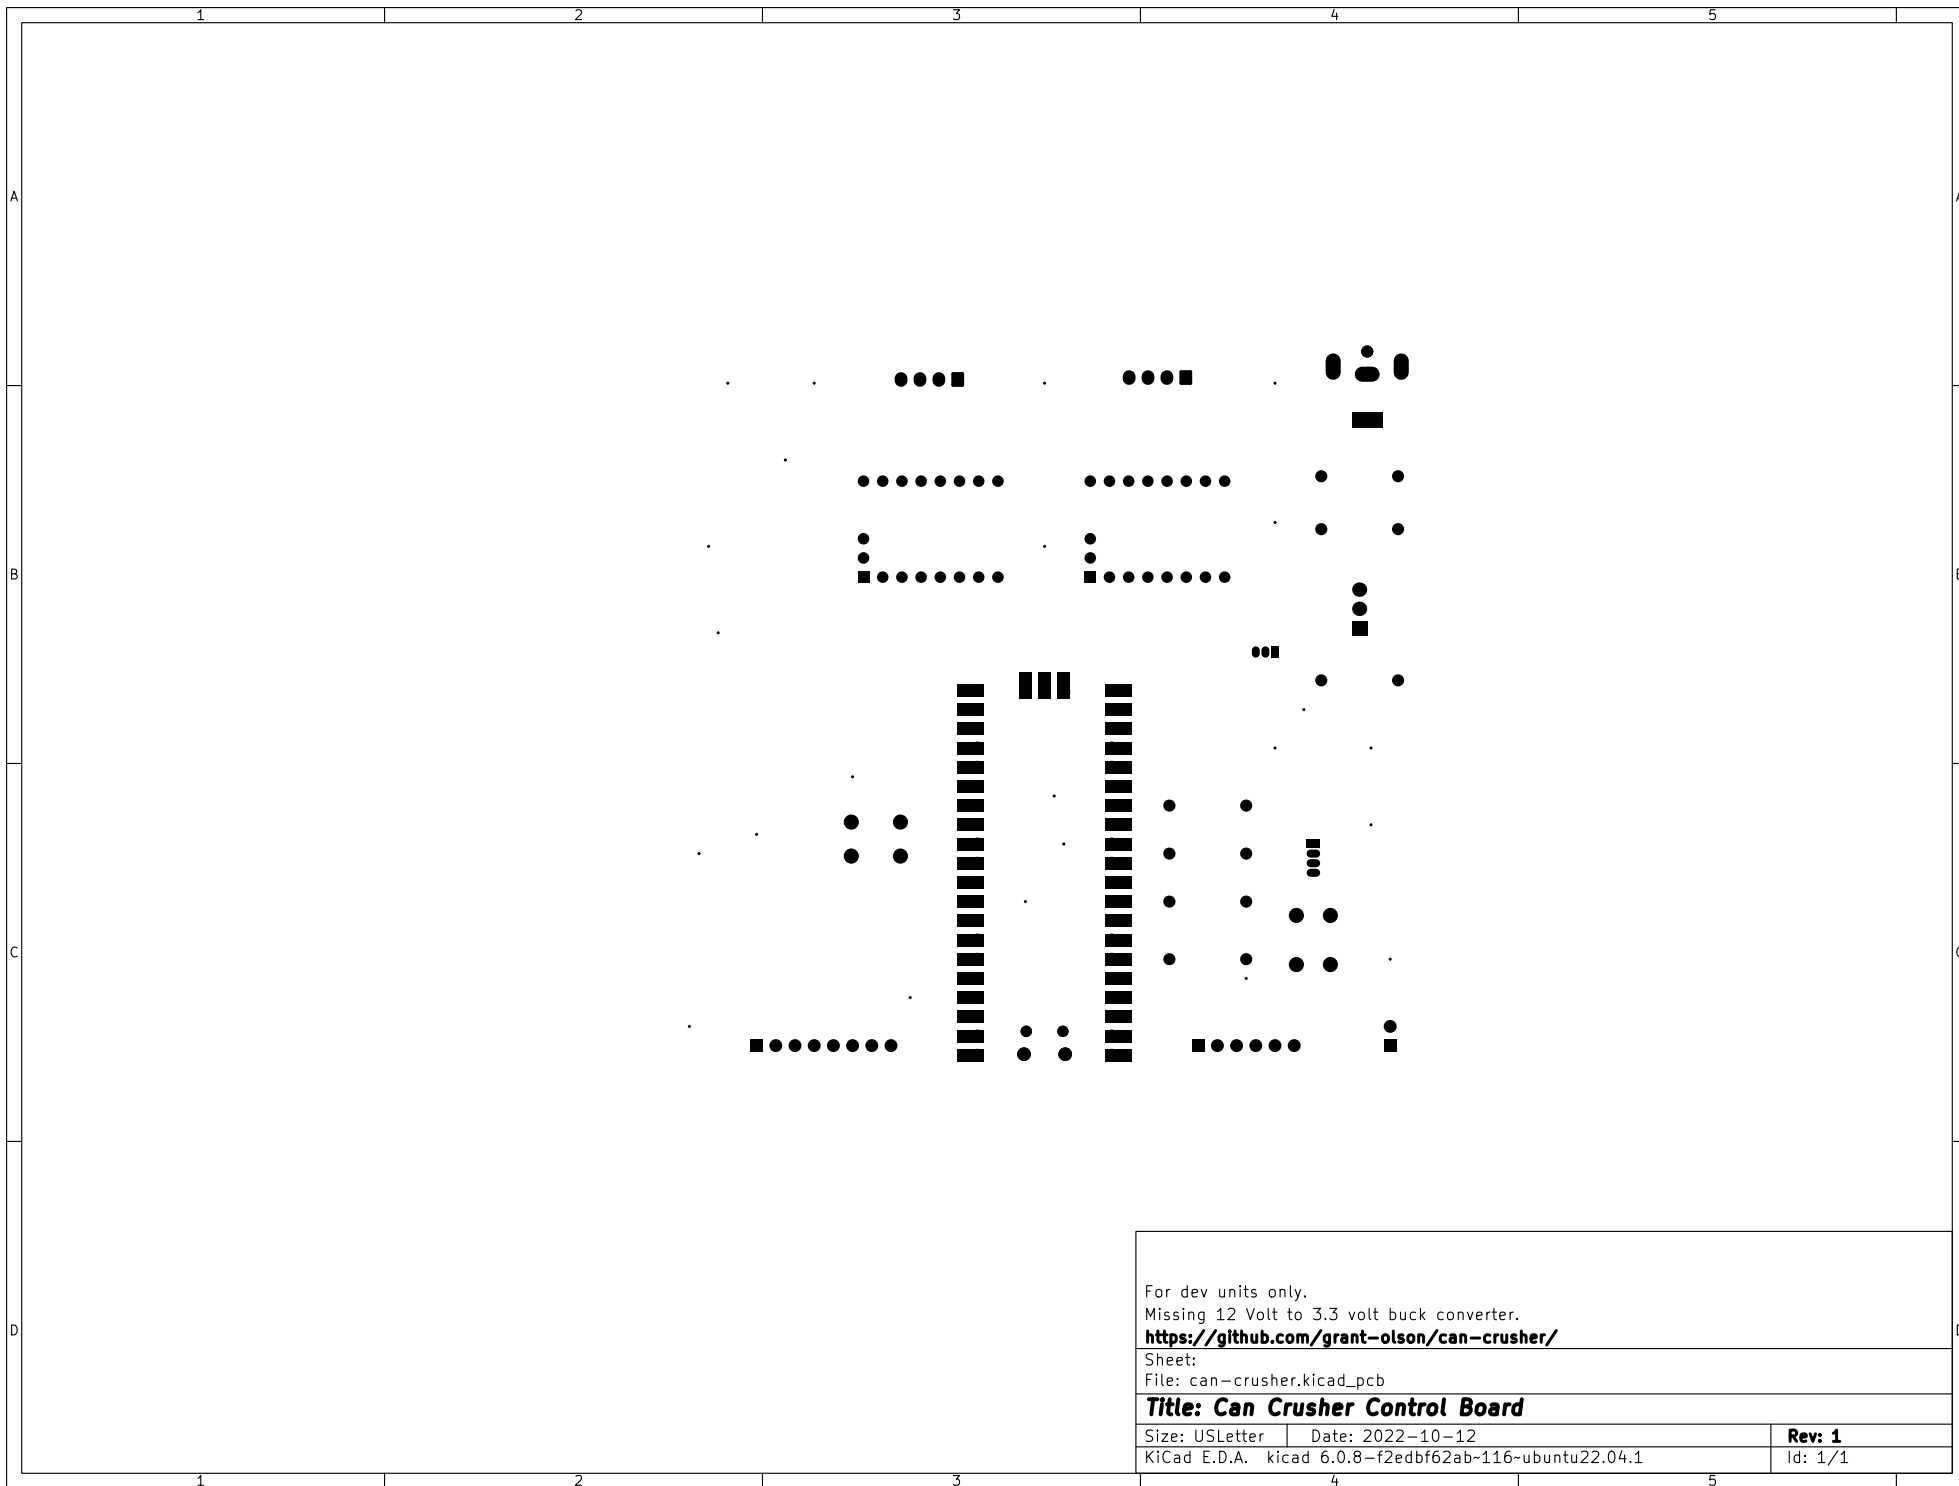 1 2 3 4 5
A A
B B
C C
D D
For dev units only.
Missing 12 Volt to 3.3 volt buck converter.
https://github.com/grant-olson/can-crusher/
Sheet:
File: can-crusher.kicad_pcb
Title: Can Crusher Control Board
Size: USLetter Date: 2022-10-12 Rev: 1
KiCad E.D.A. kicad 6.0.8-f2edbf62ab~116~ubuntu22.04.1 Id: 1/1
1 2 3 4 5